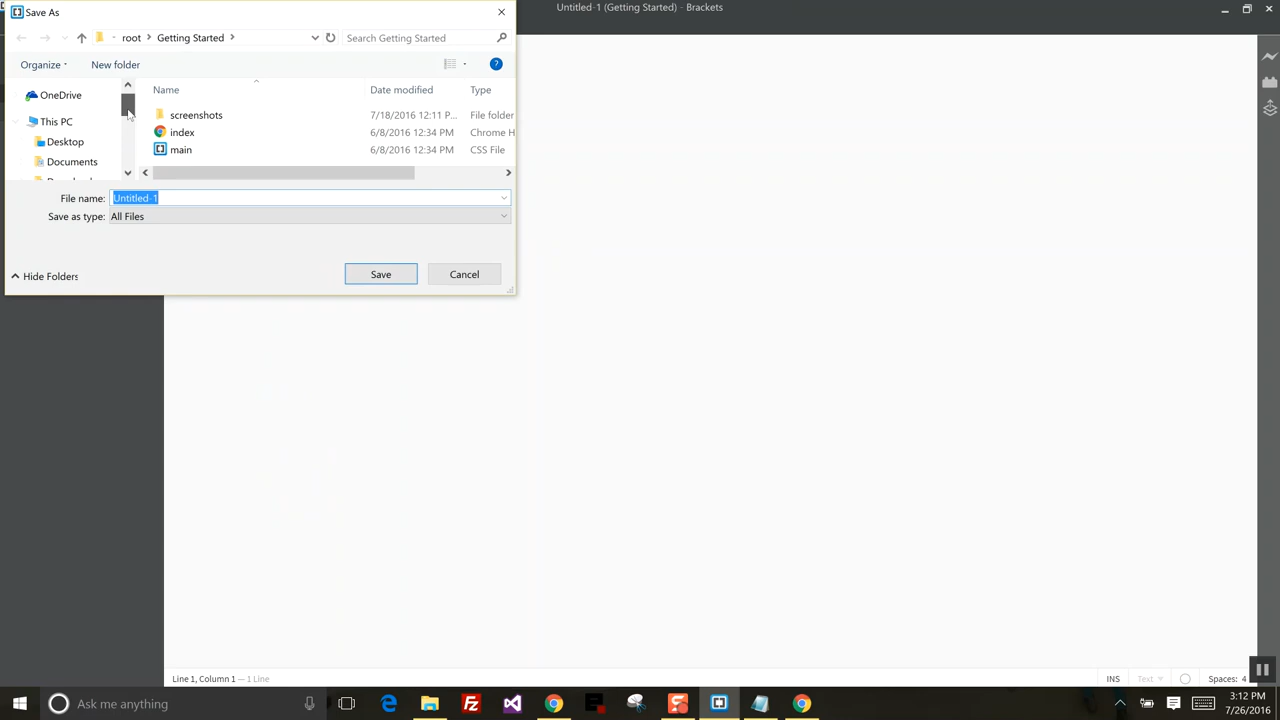 Save As
Untitled-1 (Getting Started) - Brackets
root
Getting Started
Search Getting Started
Organize
New folder
Name
Date modified
Type
OneDrive
This PC
Desktop
Documents
screenshots
7/18/2016 12:11 P...
File folder
index
6/8/2016 12:34 PM
Chrome H
main
6/8/2016 12:34 PM
CSS File
File name:
Untitled-1
Save as type:
All Files
Hide Folders
Save
Cancel
Line 1, Column 1 — 1 Line
INS
Text
Spaces: 4
Ask me anything
3:12 PM
7/26/2016